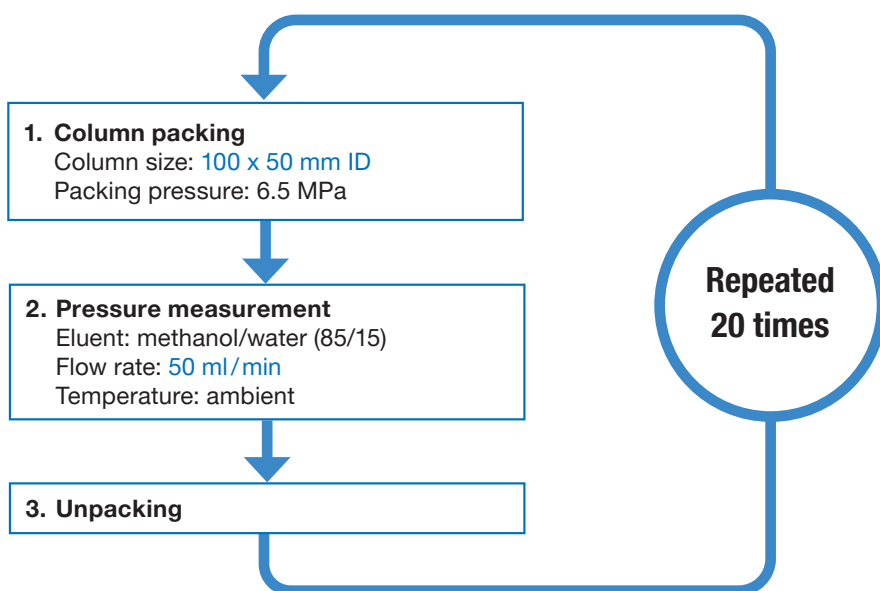 1. Column packing
Column size: 100 x 50 mm ID
Packing pressure: 6.5 MPa
2. Pressure measurement
Eluent: methanol/water (85/15)
Flow rate: 50 ml/min
Temperature: ambient
3. Unpacking
Repeated
20 times